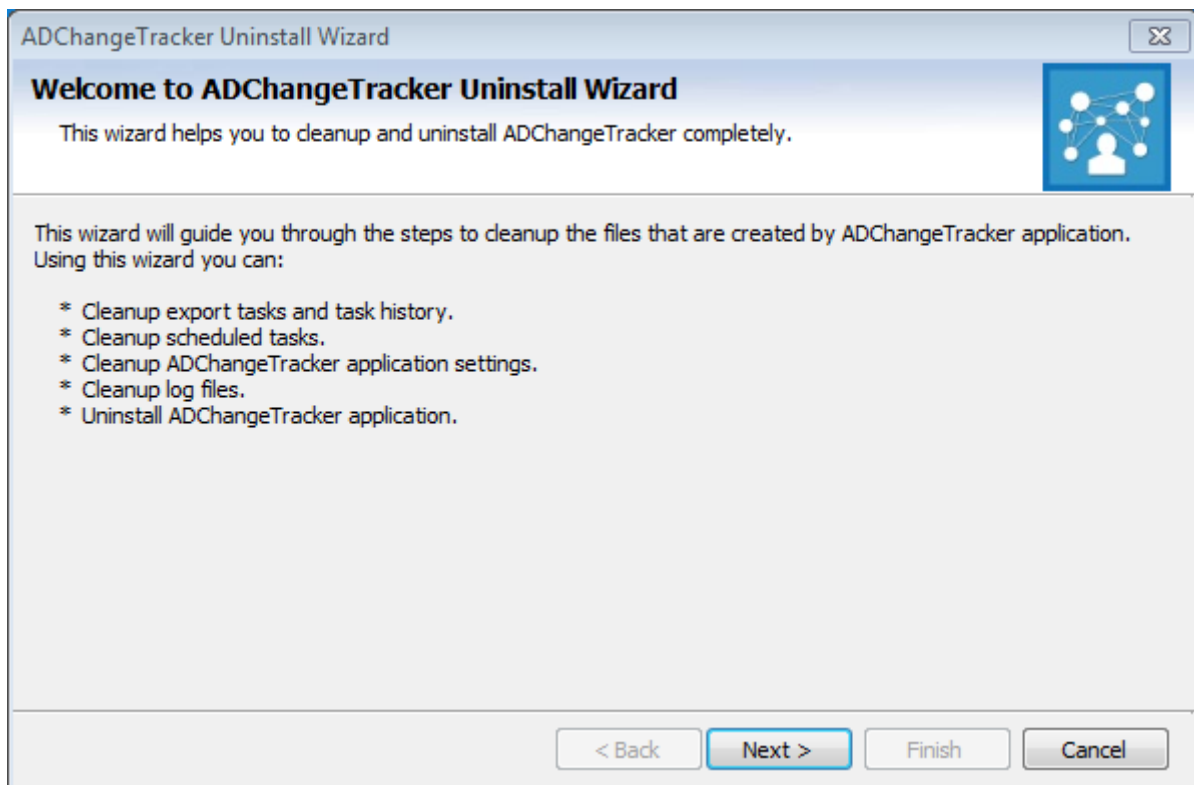 ADChangeTracker Uninstall Wizard
Welcome to ADChangeTracker Uninstall Wizard
This wizard helps you to cleanup and uninstall ADChangeTracker completely.
This wizard will guide you through the steps to cleanup the files that are created by ADChangeTracker application.
Using this wizard you can:
* Cleanup export tasks and task history.
* Cleanup scheduled tasks.
* Cleanup ADChangeTracker application settings.
* Cleanup log files.
* Uninstall ADChangeTracker application.
< Back Next > Finish Cancel